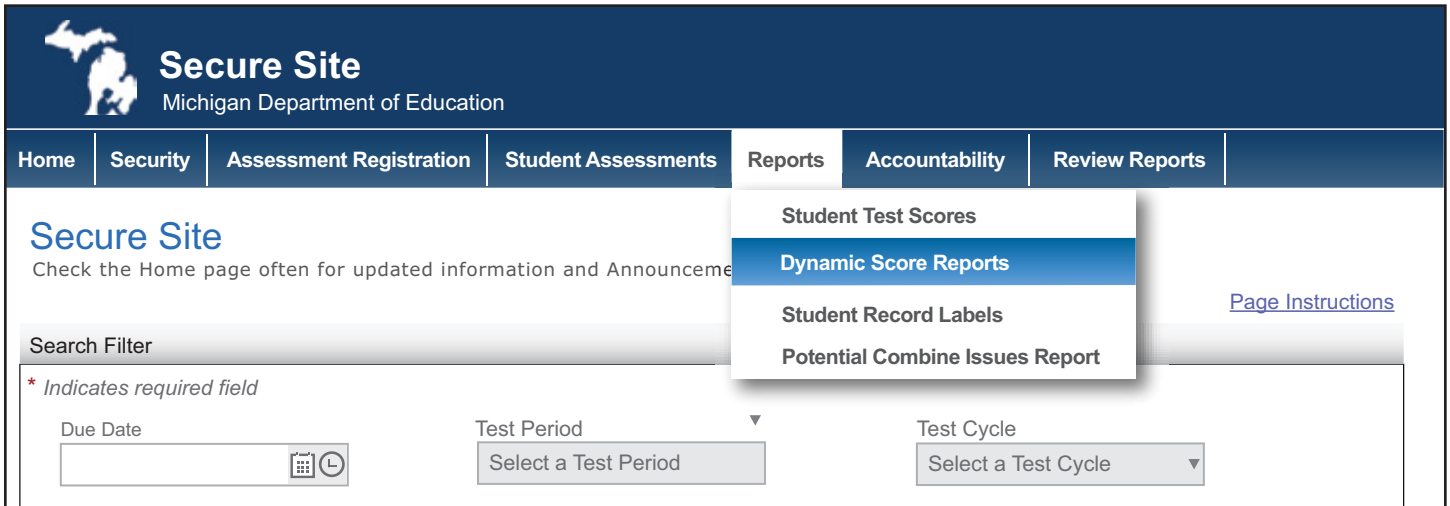 Secure Site
Michigan Department of Education
Home Security Assessment Registration Student Assessments Reports Accountability Review Reports
Student Test Scores
Dynamic Score Reports
Student Record Labels
Potential Combine Issues Report
Secure Site
Check the Home page often for updated information and Announceme
Page Instructions
Search Filter
* Indicates required field
Due Date Test Period Test Cycle
Select a Test Period Select a Test Cycle